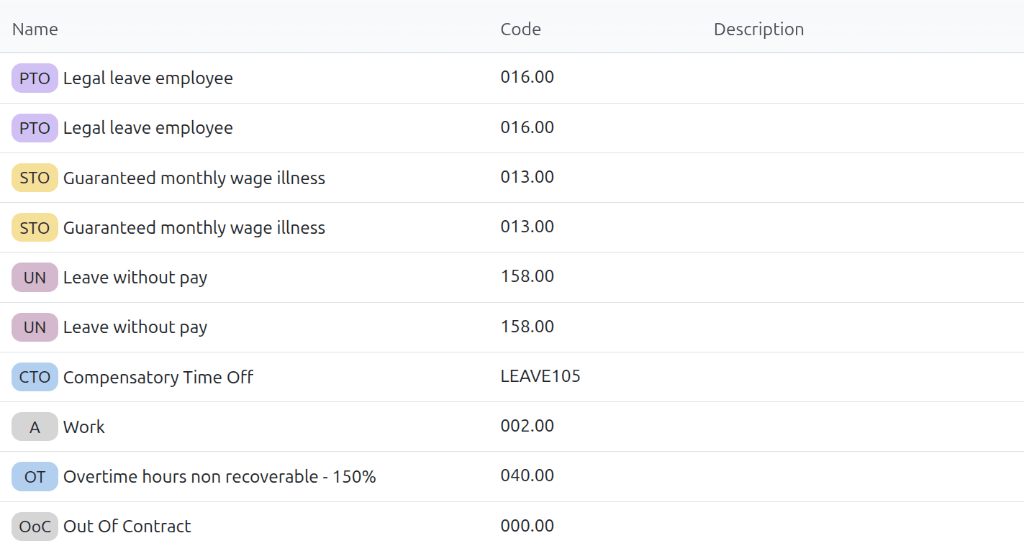 Name Code Description
PTO Legal leave employee 016.00
PTO Legal leave employee 016.00
STO Guaranteed monthly wage illness 013.00
STO Guaranteed monthly wage illness 013.00
UN Leave without pay 158.00
UN Leave without pay 158.00
CTO Compensatory Time Off LEAVE105
A Work 002.00
OT Overtime hours non recoverable - 150% 040.00
OoC Out Of Contract 000.00